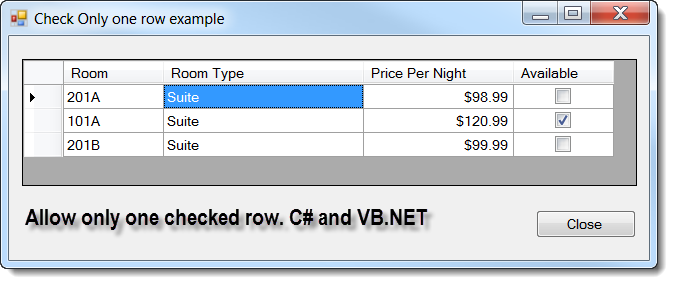 Check Only one row example
Room Room Type Price Per Night Available
201A Suite $98.99
101A Suite $120.99
201B Suite $99.99
Allow only one checked row. C# and VB.NET
Close